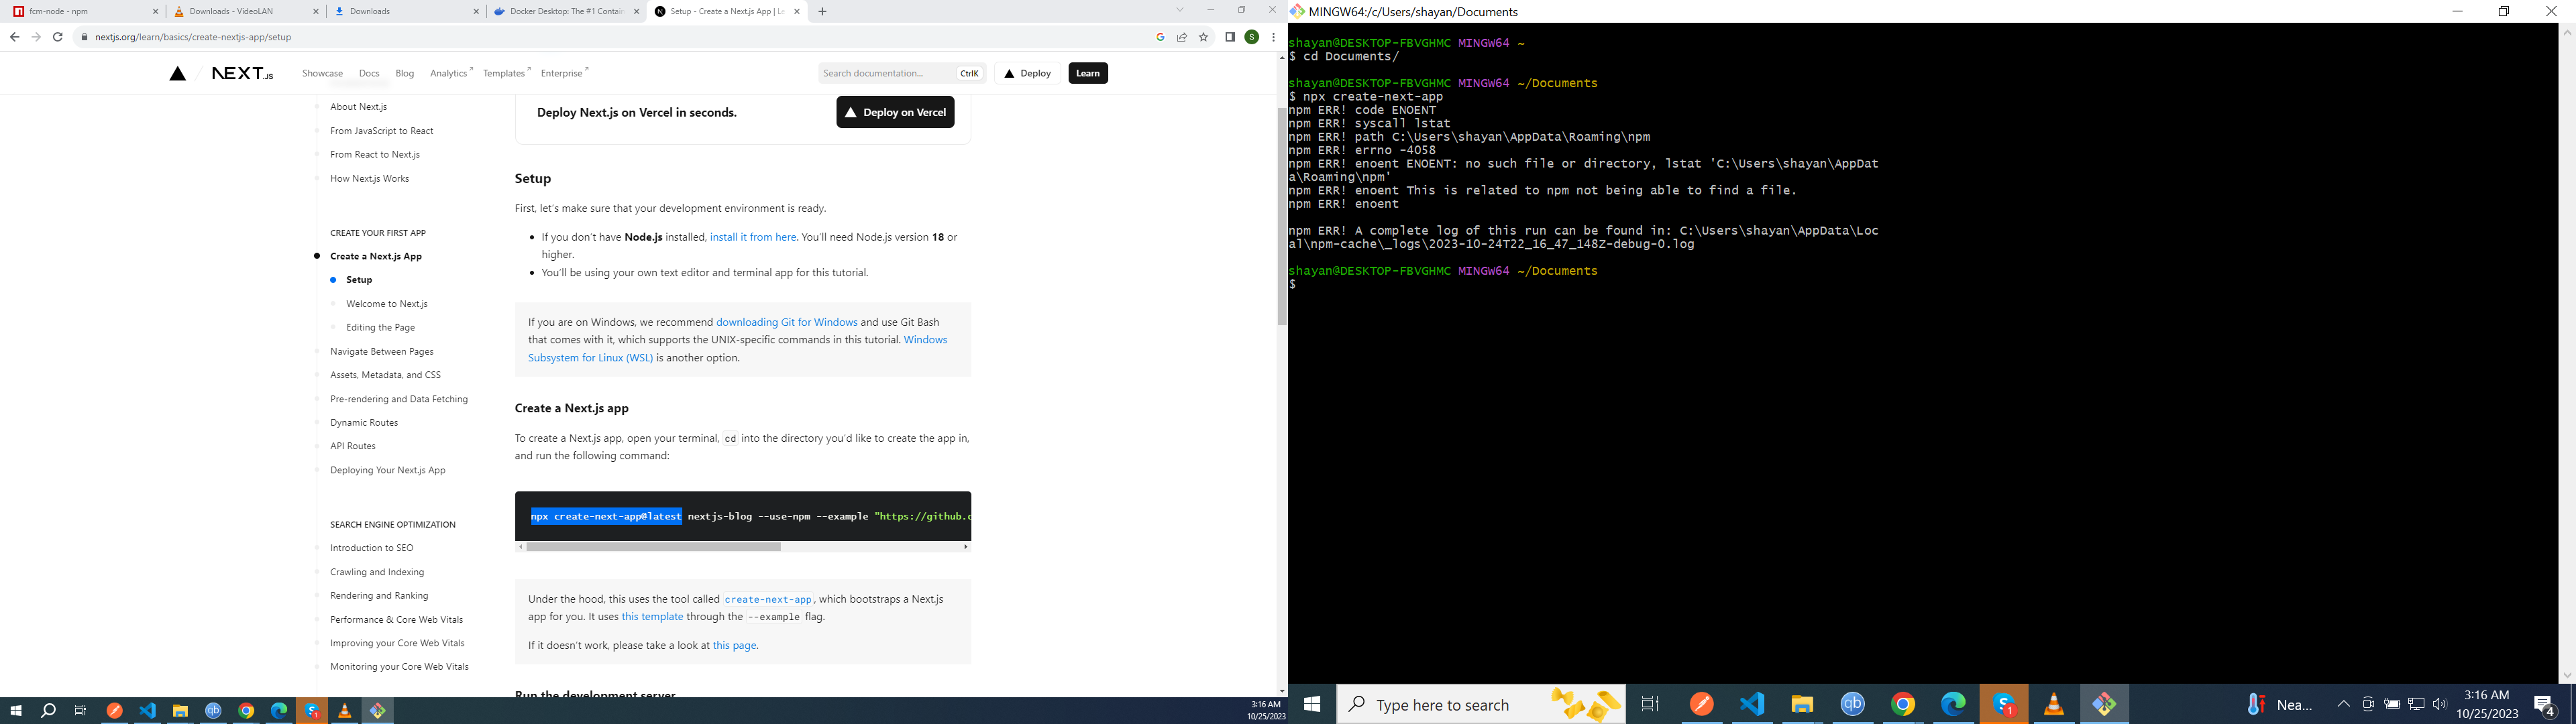 fcm-node - npm
Downloads - VideoLAN
Downloads
Docker Desktop: The #1 Contain
Setup - Create a Next.js App | Le
nextjs.org/learn/basics/create-nextjs-app/setup
S
NEXT.JS
Showcase
Docs
Blog
Analytics
Templates
Enterprise
Search documentation...
CtrlK
Deploy
Learn
About Next.js
From JavaScript to React
From React to Next.js
How Next.js Works
CREATE YOUR FIRST APP
Create a Next.js App
Setup
Welcome to Next.js
Editing the Page
Navigate Between Pages
Assets, Metadata, and CSS
Pre-rendering and Data Fetching
Dynamic Routes
API Routes
Deploying Your Next.js App
SEARCH ENGINE OPTIMIZATION
Introduction to SEO
Crawling and Indexing
Rendering and Ranking
Performance & Core Web Vitals
Improving your Core Web Vitals
Monitoring your Core Web Vitals
Deploy Next.js on Vercel in seconds.
Deploy on Vercel
Setup
First, let's make sure that your development environment is ready.
• If you don't have Node.js installed, install it from here. You'll need Node.js version 18 or
higher.
• You'll be using your own text editor and terminal app for this tutorial.
If you are on Windows, we recommend downloading Git for Windows and use Git Bash
that comes with it, which supports the UNIX-specific commands in this tutorial. Windows
Subsystem for Linux (WSL) is another option.
Create a Next.js app
To create a Next.js app, open your terminal, cd into the directory you'd like to create the app in,
and run the following command:
npx create-next-app@latest nextjs-blog --use-npm --example "https://github.c
Under the hood, this uses the tool called create-next-app, which bootstraps a Next.js
app for you. It uses this template through the --example flag.
If it doesn't work, please take a look at this page.
Run the development server
3:16 AM
10/25/2023
MINGW64:/c/Users/shayan/Documents
shayan@DESKTOP-FBVGHMC MINGW64 ~
$ cd Documents/
shayan@DESKTOP-FBVGHMC MINGW64 ~/Documents
$ npx create-next-app
npm ERR! code ENOENT
npm ERR! syscall lstat
npm ERR! path C:\Users\shayan\AppData\Roaming\npm
npm ERR! errno -4058
npm ERR! enoent ENOENT: no such file or directory, lstat 'C:\Users\shayan\AppDat
a\Roaming\npm'
npm ERR! enoent This is related to npm not being able to find a file.
npm ERR! enoent
npm ERR! A complete log of this run can be found in: C:\Users\shayan\AppData\Loc
al\npm-cache\_logs\2023-10-24T22_16_47_148Z-debug-0.log
shayan@DESKTOP-FBVGHMC MINGW64 ~/Documents
$
Type here to search
qb
1
Nea...
3:16 AM
10/25/2023
4